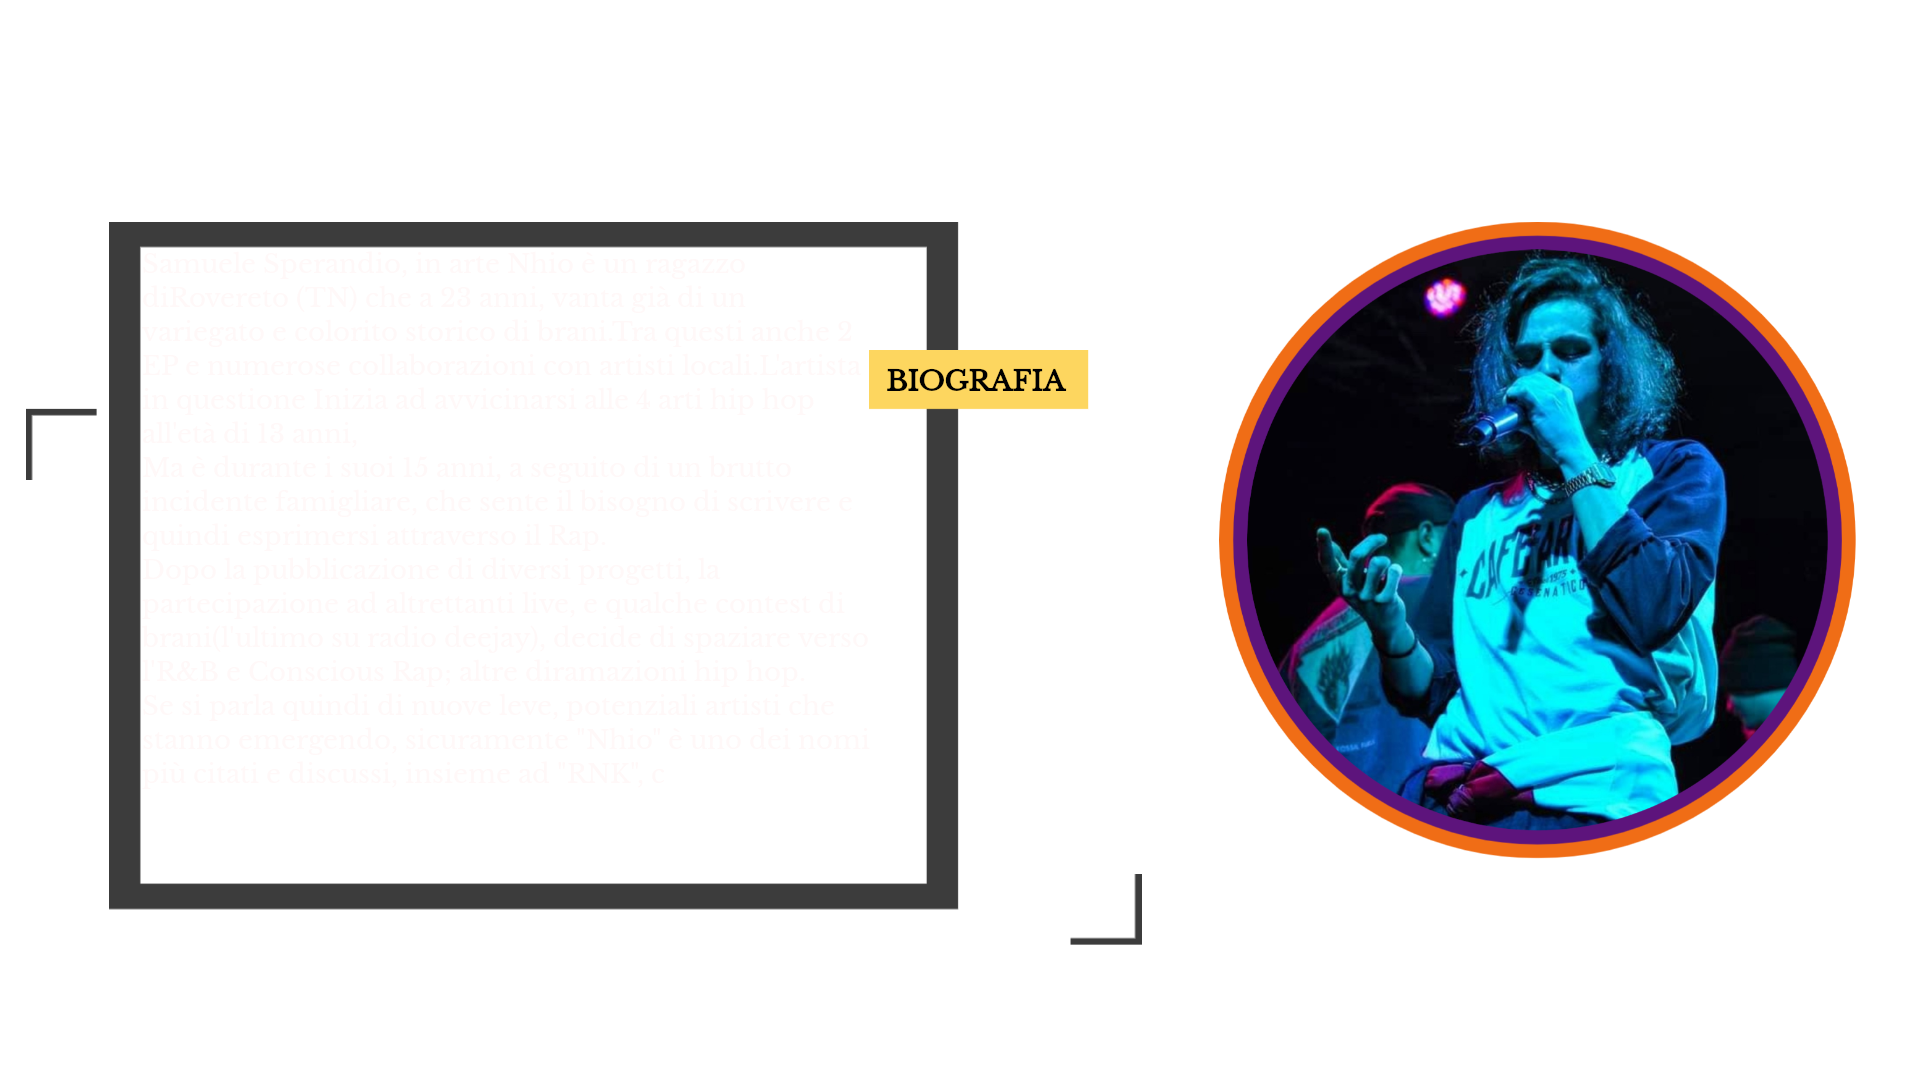 Samuele Sperandio, in arte Nhio è un ragazzo
diRovereto (TN) che a 23 anni, vanta già di un
variegato e colorito storico di brani.Tra questi anche 2
EP e numerose collaborazioni con artisti locali.L'artista
in questione Inizia ad avvicinarsi alle 4 arti hip hop
all'età di 13 anni.
Ma è durante i suoi 15 anni, a seguito di un brutto
incidente famigliare, che sente il bisogno di scrivere e
quindi esprimersi attraverso il Rap.
Dopo la pubblicazione di diversi progetti, la
partecipazione ad altrettanti live, e qualche contest di
brani(l'ultimo su radio deejay), decide di spaziare verso
l'R&B e Conscious Rap; altre diramazioni hip hop.
Se si parla quindi di nuove leve, potenziali artisti che
stanno emergendo, sicuramente "Nhio" è uno dei nomi
più citati e discussi, insieme ad "RNK", c
BIOGRAFIA